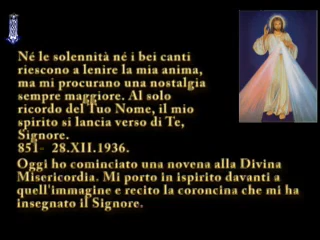 Né le solennità né i bei canti
riescono a lenire la mia anima,
ma mi procurano una nostalgia
sempre maggiore. Al solo
ricordo del Tuo Nome, il mio
spirito si lancia verso di Te,
Signore.
851- 28.XII.1936.
Oggi ho cominciato una novena alla Divina
Misericordia. Mi porto in ispirito davanti a
quell'immagine e recito la coroncina che mi ha
insegnato il Signore.